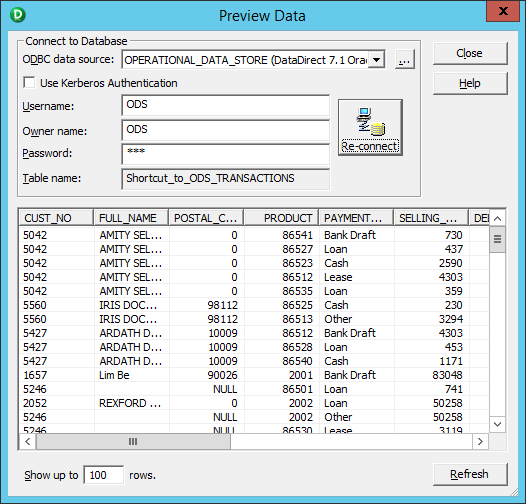 Preview Data
Connect to Database
ODBC data source: OPERATIONAL_DATA_STORE (DataDirect 7.1 Orac ...
Close
Use Kerberos Authentication
Help
Username: ODS
Owner name: ODS
Password: ***
Re-connect
Table name: Shortcut_to_ODS_TRANSACTIONS
CUST_NO FULL_NAME POSTAL_C... PRODUCT PAYMENT... SELLING_... DEL
5042 AMITY SEL... 0 86541 Bank Draft 730
5042 AMITY SEL... 0 86527 Loan 437
5042 AMITY SEL... 0 86523 Cash 2590
5042 AMITY SEL... 0 86512 Lease 4303
5042 AMITY SEL... 0 86535 Loan 359
5560 IRIS DOC... 98112 86525 Cash 230
5560 IRIS DOC... 98112 86513 Other 3294
5427 ARDATH D... 10009 86512 Bank Draft 4303
5427 ARDATH D... 10009 86528 Loan 453
5427 ARDATH D... 10009 86540 Cash 1171
1657 Lim Be 90026 2001 Bank Draft 83048
5246 NULL 86501 Loan 741
2052 REXFORD ... 0 2002 Loan 50258
5246 NULL 2002 Other 50258
5246 NULL 86530 Lease 3119
Show up to 100 rows.
Refresh